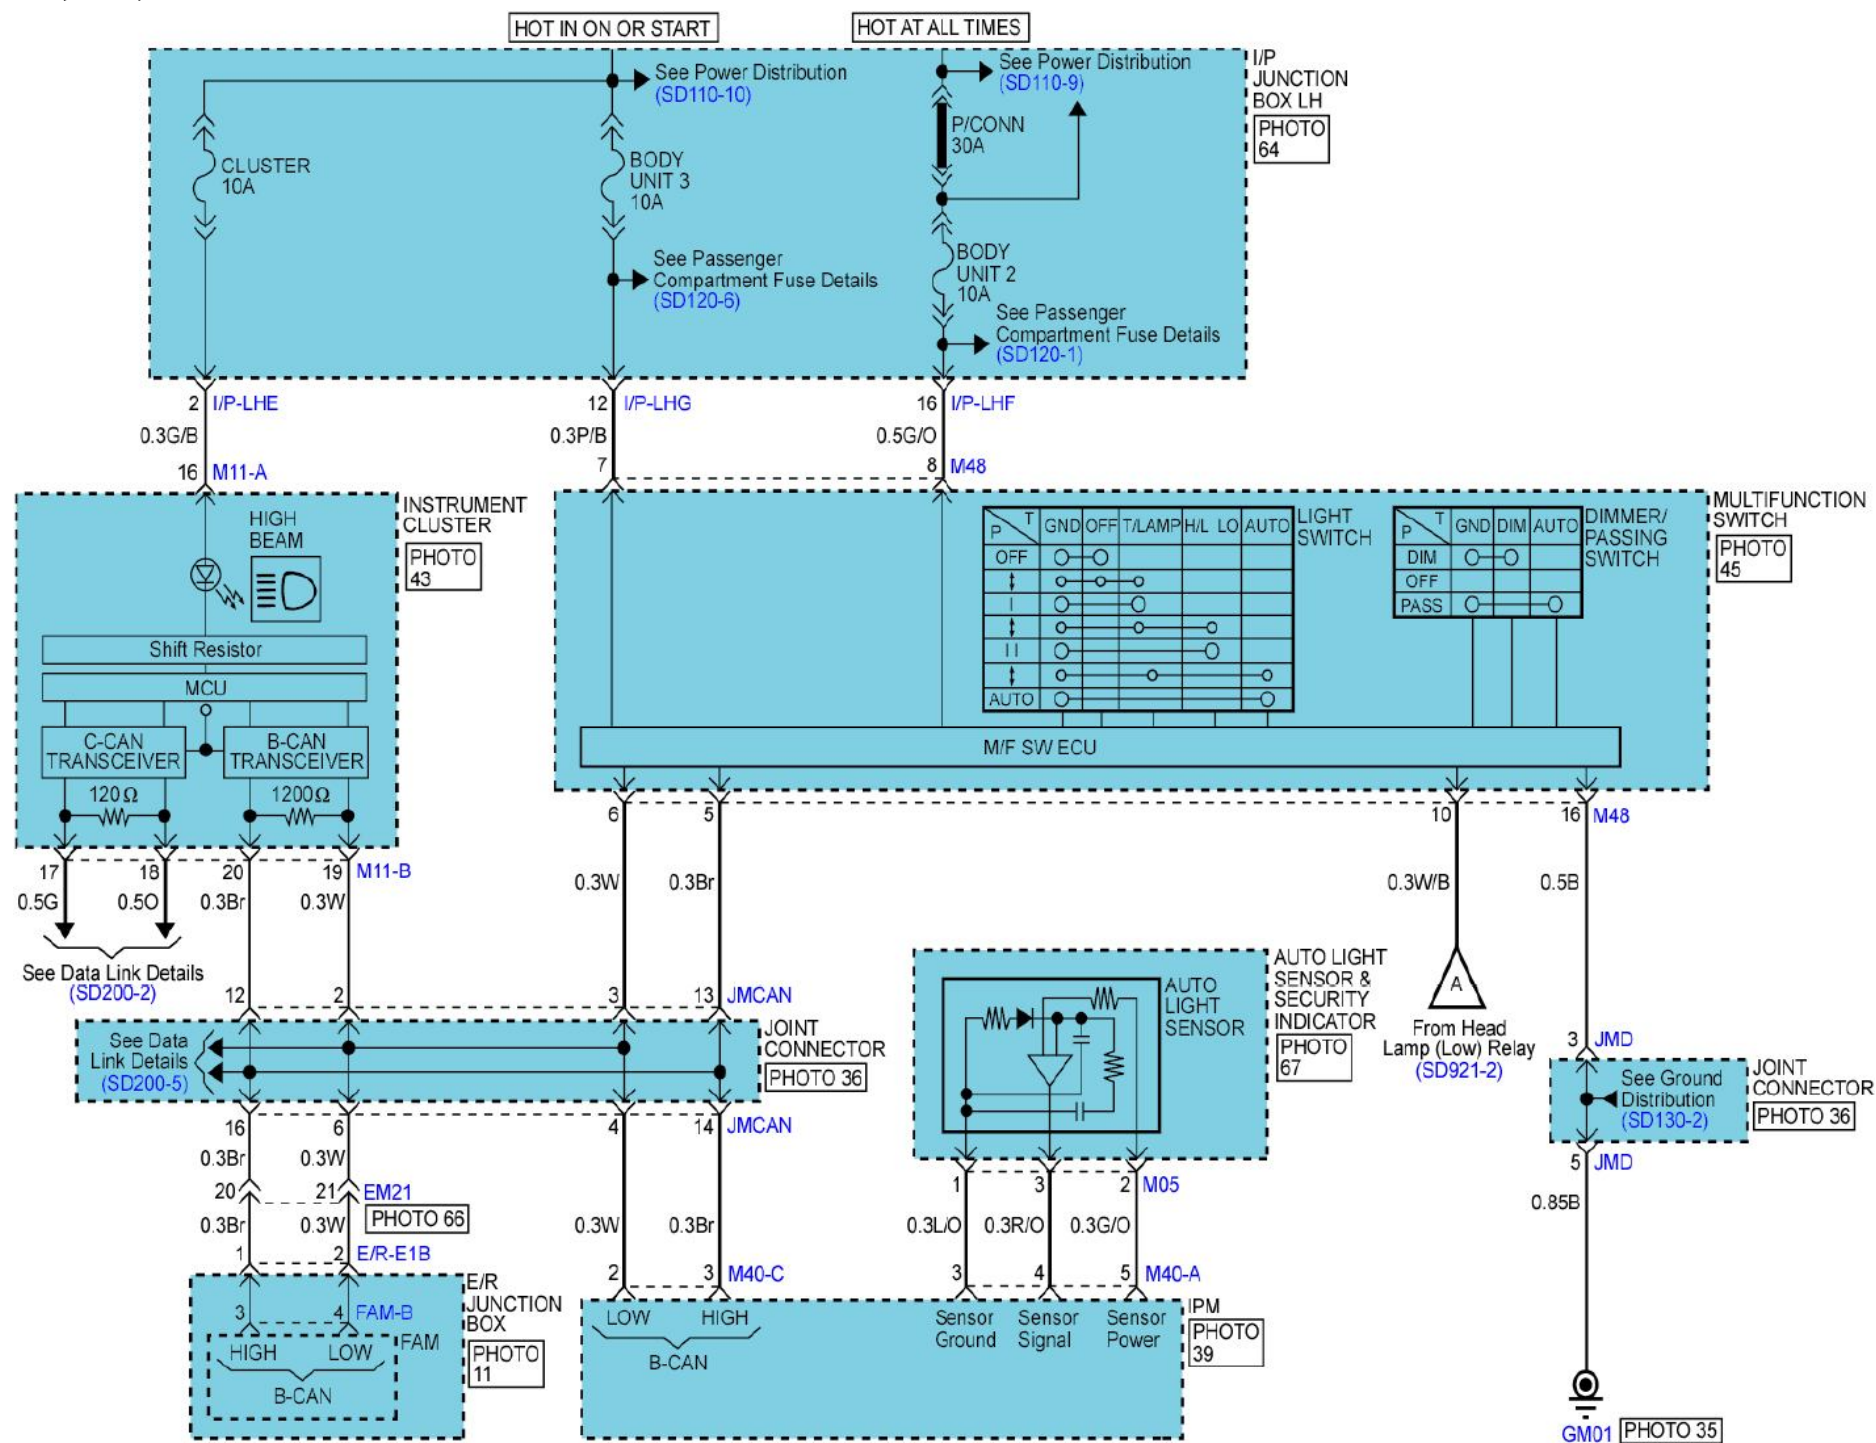 HOT IN ON OR START
HOT AT ALL TIMES
See Power Distribution
(SD110-10)
See Power Distribution
(SD110-9)
I/P
JUNCTION
BOX LH
PHOTO
64
CLUSTER
10A
BODY
UNIT 3
10A
P/CONN
30A
See Passenger
Compartment Fuse Details
(SD120-6)
BODY
UNIT 2
10A
See Passenger
Compartment Fuse Details
(SD120-1)
2 I/P-LHE
12 I/P-LHG
16 I/P-LHF
0.3G/B
0.3P/B
0.5G/O
16 M11-A
7
8 M48
INSTRUMENT
CLUSTER
PHOTO
43
HIGH
BEAM
Shift Resistor
MCU
C-CAN
TRANSCEIVER
B-CAN
TRANSCEIVER
120Ω
1200Ω
MULTIFUNCTION
SWITCH
PHOTO
45
P T GND OFF T/LAMP H/L LO AUTO
OFF
I
II
AUTO
LIGHT
SWITCH
P T GND DIM AUTO
DIM
OFF
PASS
DIMMER/
PASSING
SWITCH
M/F SW ECU
6
5
10
16 M48
17
18
20
19 M11-B
0.5G
0.5O
0.3Br
0.3W
0.3W
0.3Br
0.3W/B
0.5B
See Data Link Details
(SD200-2)
12
2
3
13 JMCAN
See Data
Link Details
(SD200-5)
JOINT
CONNECTOR
PHOTO 36
16
6
4
14 JMCAN
AUTO LIGHT
SENSOR &
SECURITY
INDICATOR
PHOTO
67
AUTO
LIGHT
SENSOR
A
From Head
Lamp (Low) Relay
(SD921-2)
3 JMD
See Ground
Distribution
(SD130-2)
JOINT
CONNECTOR
PHOTO 36
5 JMD
0.3Br
0.3W
20
21 EM21
PHOTO 66
0.3Br
0.3W
0.3W
0.3Br
1
3
2 M05
0.3L/O
0.3R/O
0.3G/O
0.85B
1
2 E/R-E1B
2
3 M40-C
3
4
5 M40-A
E/R
JUNCTION
BOX
PHOTO
11
3
4 FAM-B
FAM
HIGH
LOW
B-CAN
LOW
HIGH
B-CAN
Sensor
Ground
Sensor
Signal
Sensor
Power
IPM
PHOTO
39
GM01 PHOTO 35